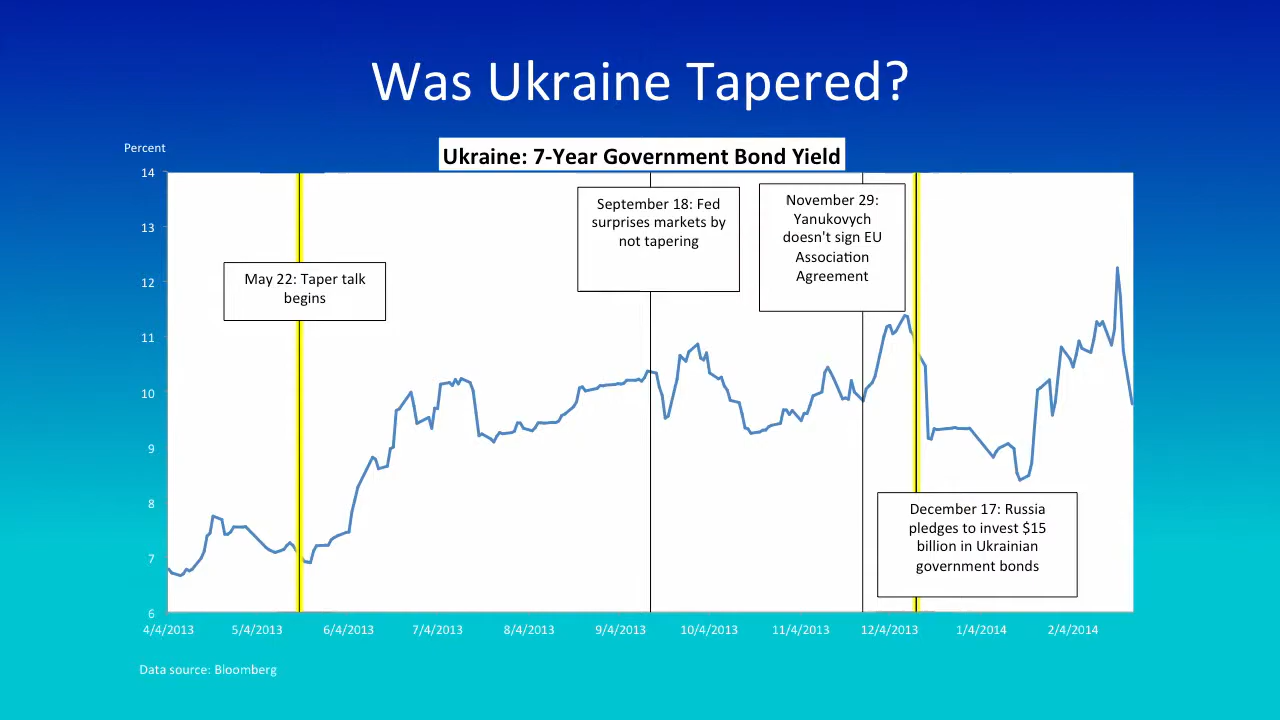 Was Ukraine Tapered?
Percent
Ukraine: 7-Year Government Bond Yield
14
13
12
11
10
9
8
7
6
September 18: Fed
surprises markets by
not tapering
November 29:
Yanukovych
doesn't sign EU
Association
Agreement
May 22: Taper talk
begins
December 17: Russia
pledges to invest $15
billion in Ukrainian
government bonds
4/4/2013 5/4/2013 6/4/2013 7/4/2013 8/4/2013 9/4/2013 10/4/2013 11/4/2013 12/4/2013 1/4/2014 2/4/2014
Data source: Bloomberg